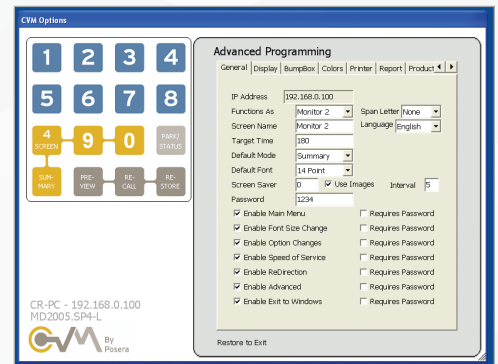 CVM Options
1 2 3 4
5 6 7 8
4 SCREEN 9 0 PARK/ STATUS
SUM- MARY PRE- VIEW RE- CALL RE- STORE
CR-PC - 192.168.0.100
MD2005.SP4-L
CVM By Posera
Advanced Programming
General Display BumpBox Colors Printer Report Product
IP Address 192.168.0.100
Functions As Monitor 2 Span Letter None
Screen Name Monitor 2 Language English
Target Time 180
Default Mode Summary
Default Font 14 Point
Screen Saver 0 Use Images Interval 5
Password 1234
Enable Main Menu Requires Password
Enable Font Size Change Requires Password
Enable Option Changes Requires Password
Enable Speed of Service Requires Password
Enable ReDirection Requires Password
Enable Advanced Requires Password
Enable Exit to Windows Requires Password
Restore to Exit